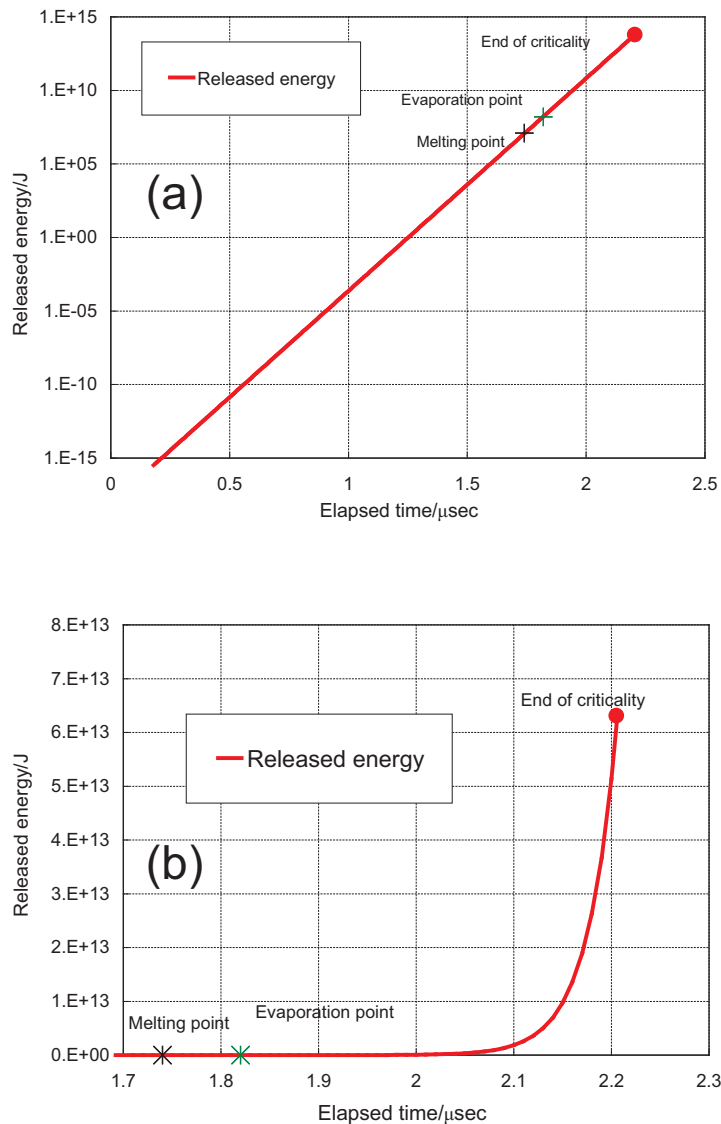 1.E+15
End of criticality
Released energy
1.E+10
Evaporation point
Melting point
1.E+05
(a)
1.E+00
1.E-05
1.E-10
1.E-15
Released energy/J
0 0.5 1 1.5 2 2.5
Elapsed time/μsec
8.E+13
7.E+13
End of criticality
6.E+13
Released energy
5.E+13
4.E+13
(b)
3.E+13
2.E+13
1.E+13
Evaporation point
Melting point
0.E+00
Released energy/J
1.7 1.8 1.9 2 2.1 2.2 2.3
Elapsed time/μsec